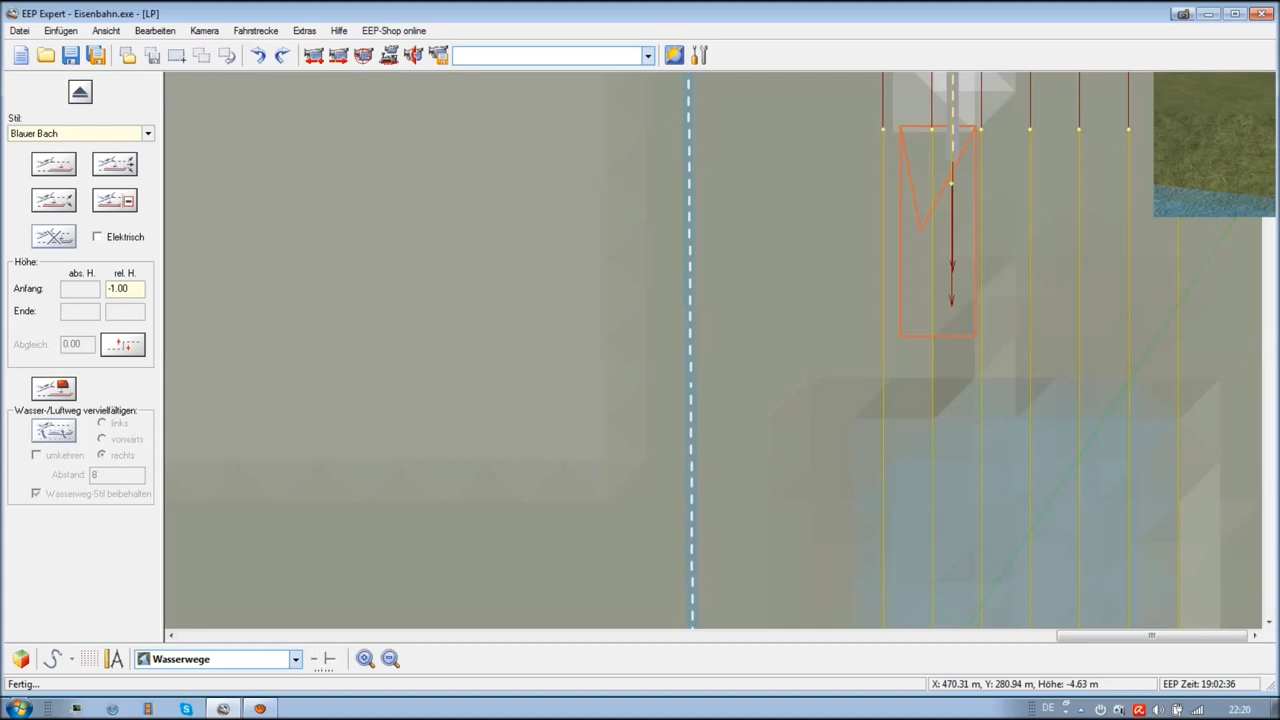 EEP Expert - Eisenbahn.exe - [LP]
Datei Einfügen Ansicht Bearbeiten Kamera Fahrstrecke Extras Hilfe EEP-Shop online
Stil:
Blauer Bach
Elektrisch
Höhe:
abs. H. rel. H.
Anfang: -1.00
Ende:
Abgleich: 0.00
Wasser-/Luftweg vervielfältigen:
links
vorwärts
umkehren rechts
Abstand: 8
Wasserweg-Stil beibehalten
Wasserwege
Fertig... X: 470.31 m, Y: 280.94 m, Höhe: -4.63 m EEP Zeit: 19:02:36
DE 22:20